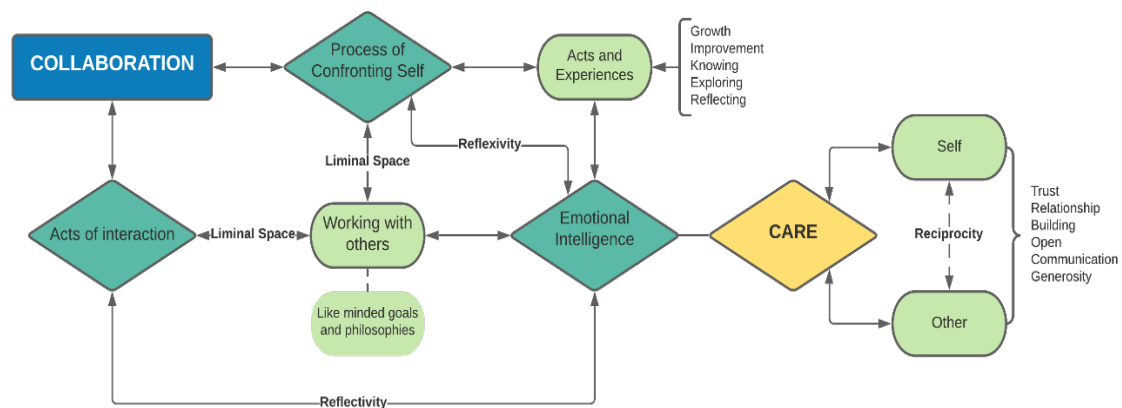 COLLABORATION
Process of
Confronting Self
Acts and
Experiences
Growth
Improvement
Knowing
Exploring
Reflecting
Reflexivity
Liminal Space
Self
Acts of interaction
Liminal Space
Working with
others
Emotional
Intelligence
CARE
Reciprocity
Trust
Relationship
Building
Open
Communication
Generosity
Like minded goals
and philosophies
Other
Reflectivity